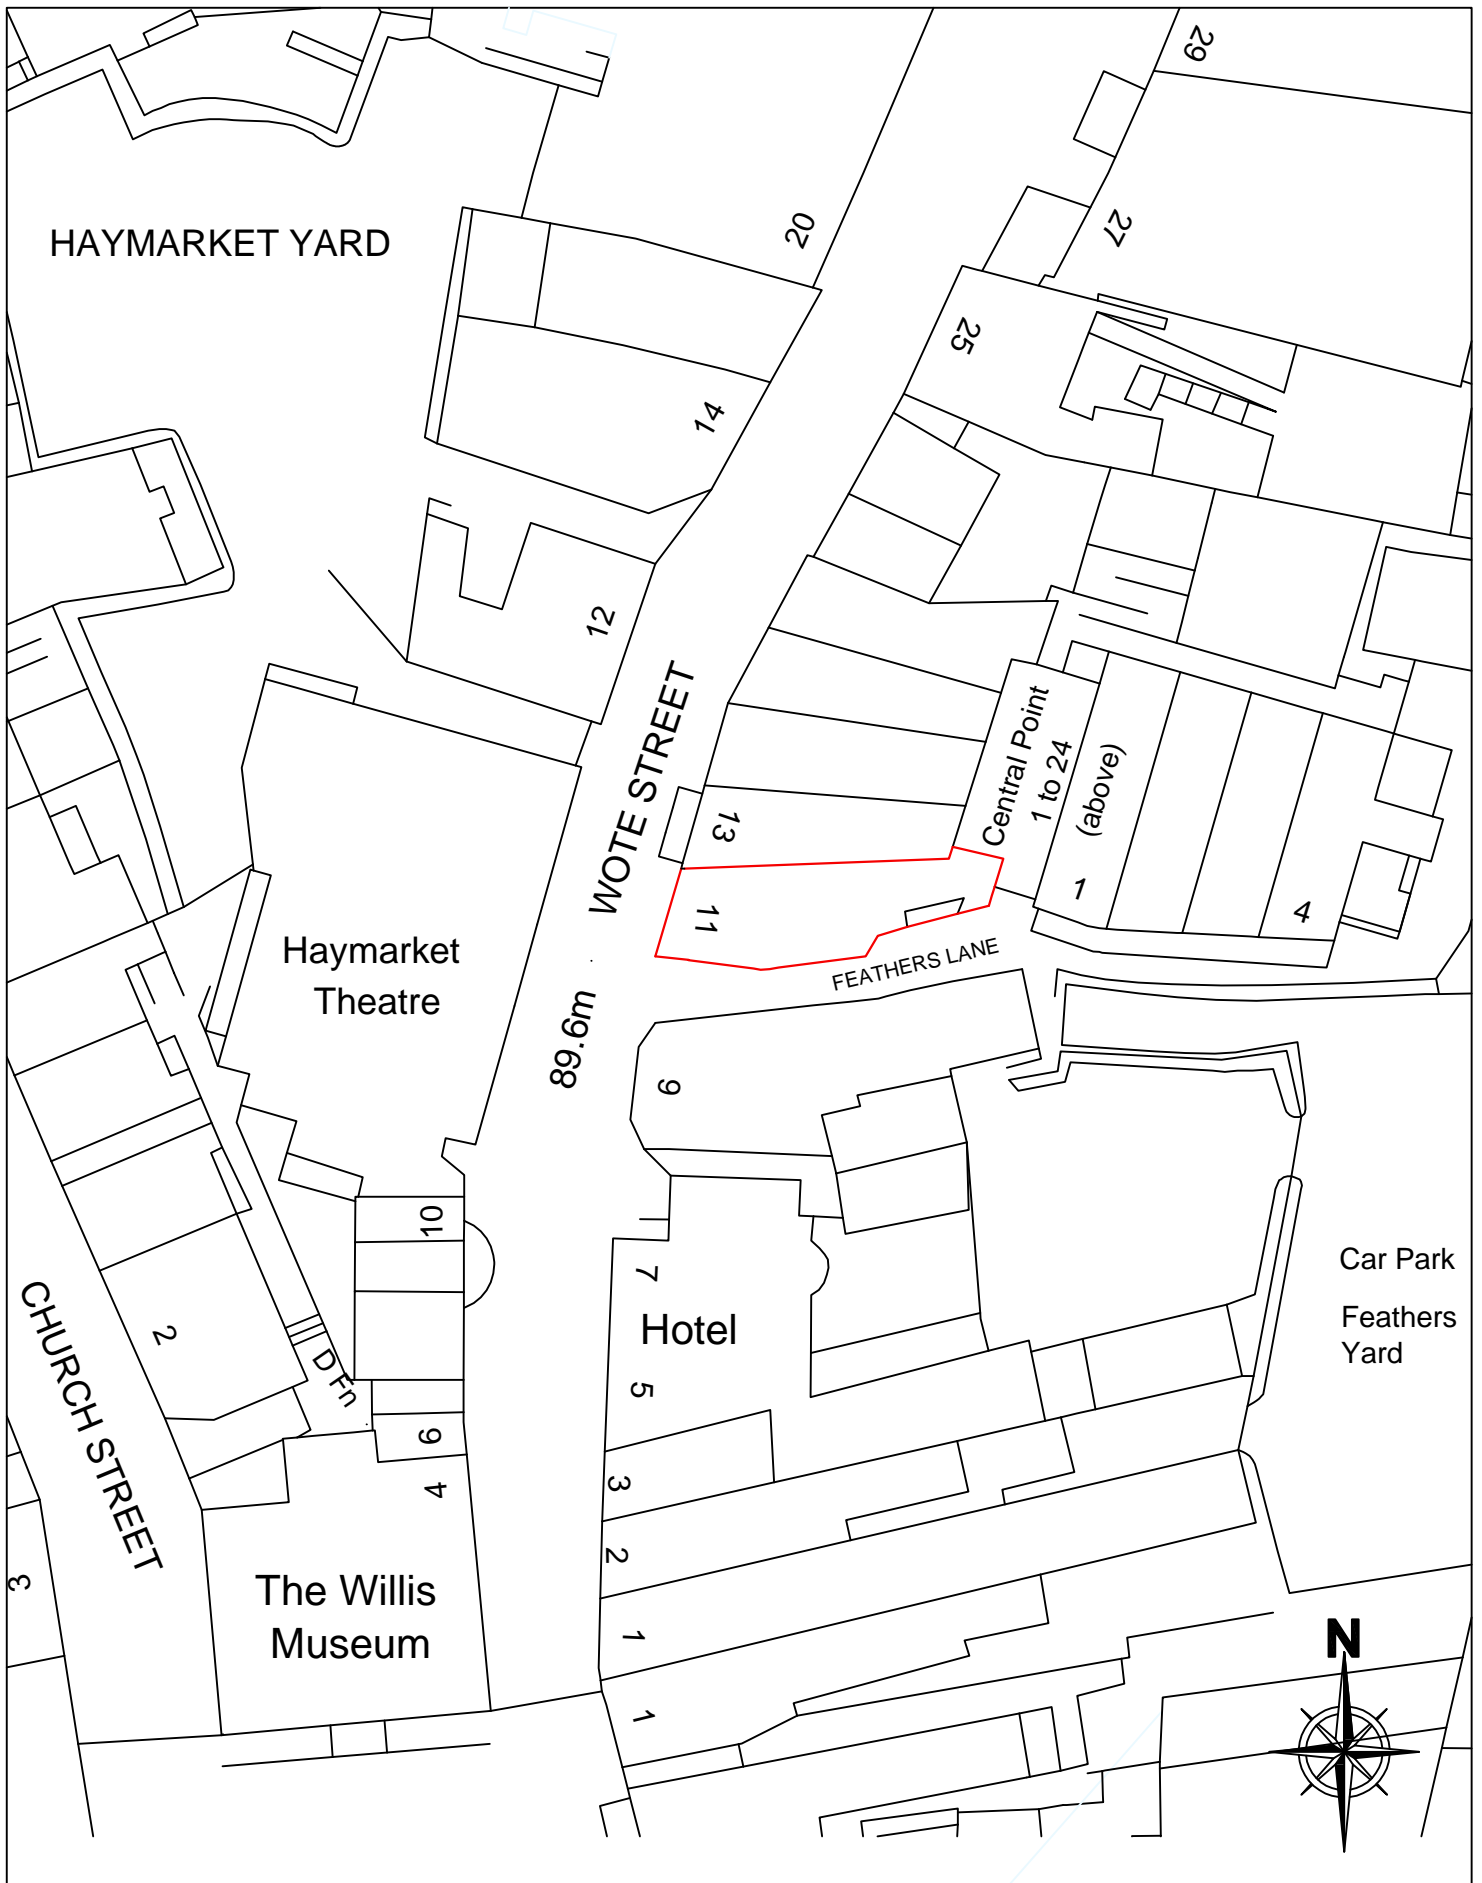 29
HAYMARKET YARD
20
27
25
14
12
WOTE STREET
13
Central Point
1 to 24
(above)
1
4
11
Haymarket
Theatre
FEATHERS LANE
89.6m
9
10
7
Hotel
5
Car Park
Feathers
Yard
CHURCH STREET
2
D Fn
6
4
3
2
3
The Willis
Museum
1
1
N